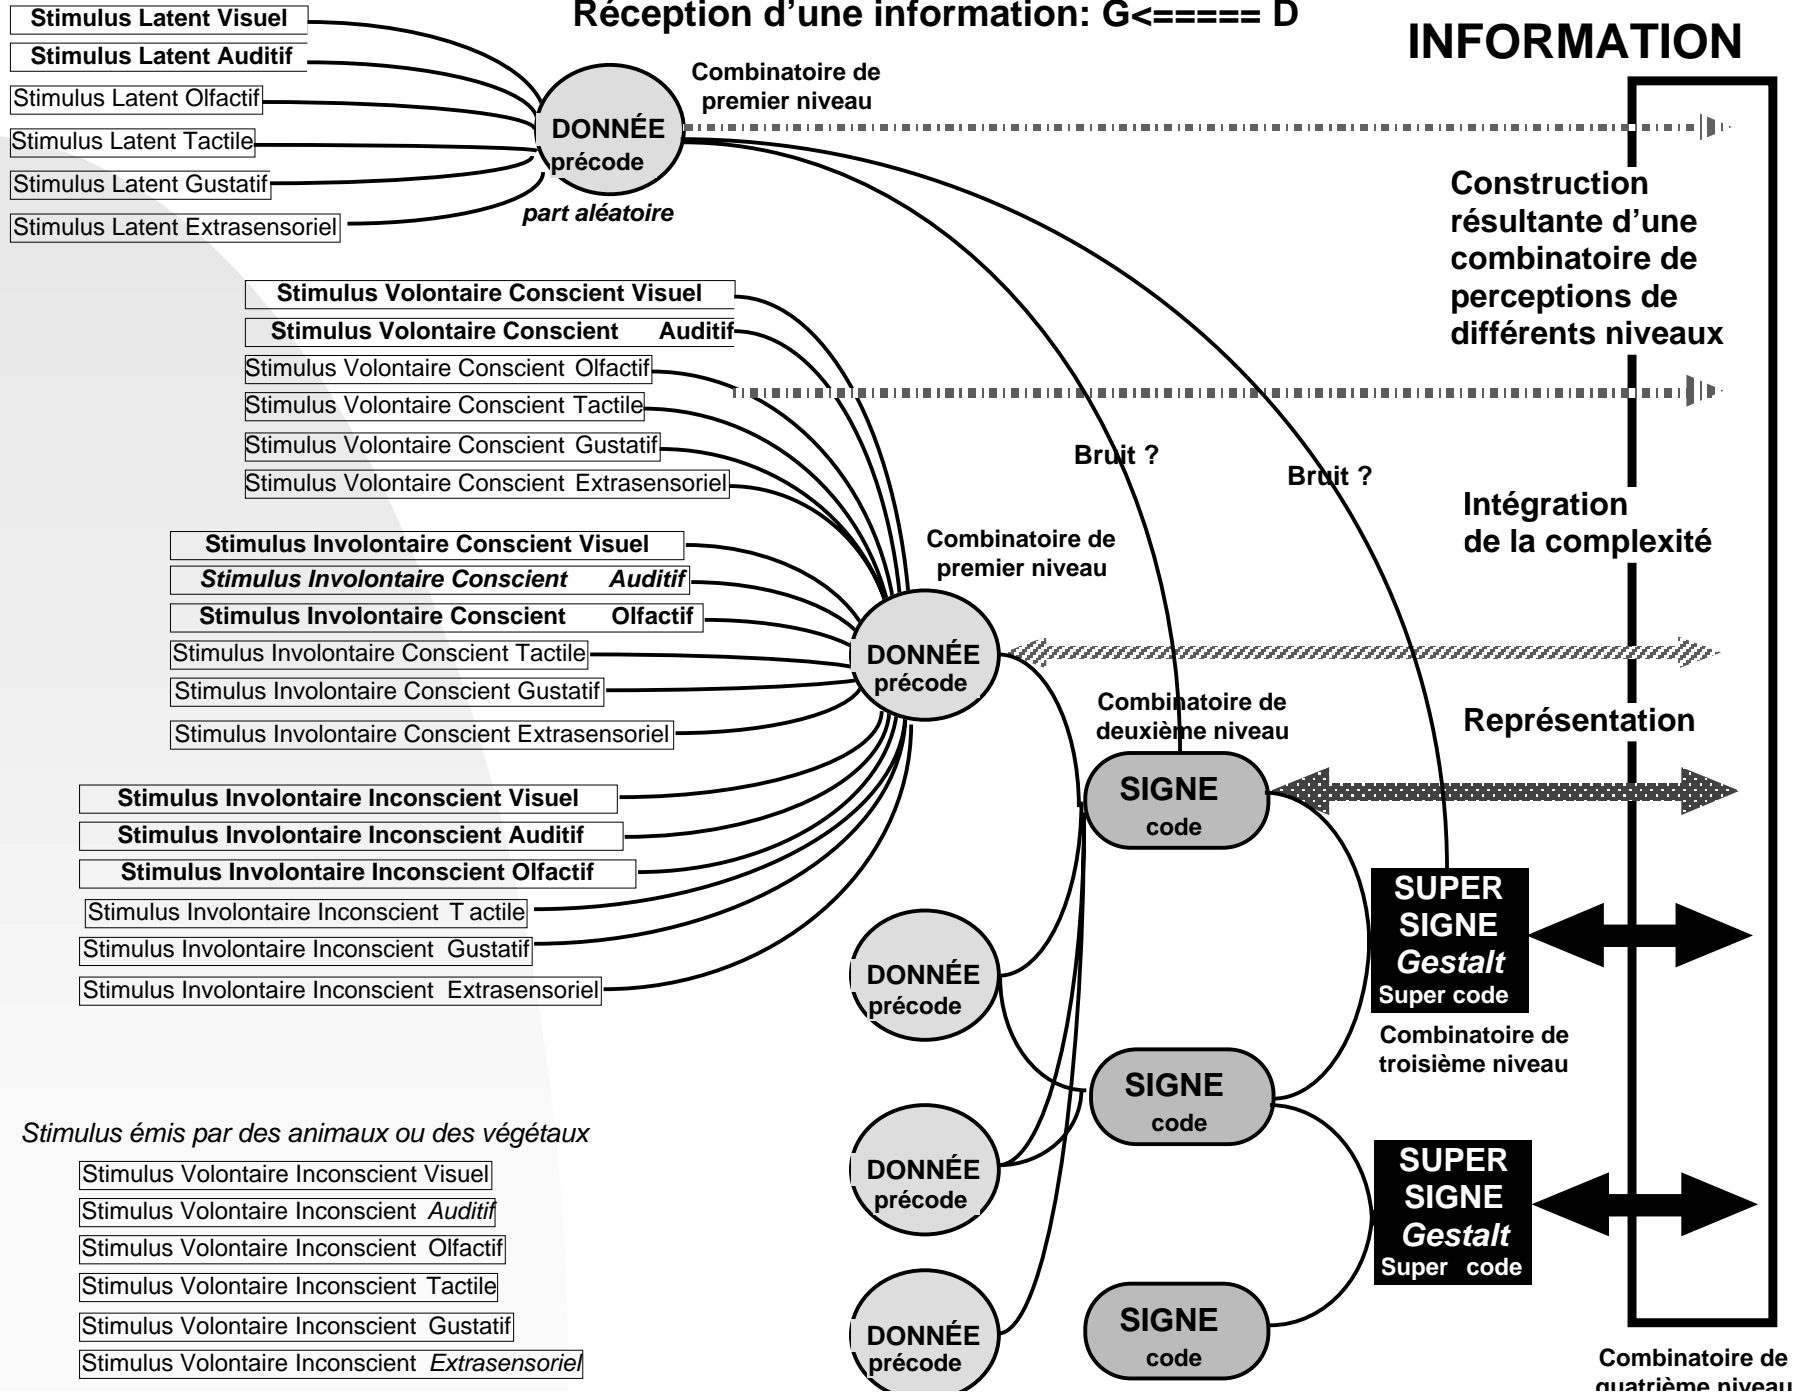 Réception d'une information: G<===== D
INFORMATION
Stimulus Latent Visuel
Stimulus Latent Auditif
Stimulus Latent Olfactif
Stimulus Latent Tactile
Stimulus Latent Gustatif
Stimulus Latent Extrasensoriel
DONNÉE
précode
part aléatoire
Combinatoire de
premier niveau
Construction
résultante d’une
combinatoire de
perceptions de
différents niveaux
Stimulus Volontaire Conscient Visuel
Stimulus Volontaire Conscient Auditif
Stimulus Volontaire Conscient Olfactif
Stimulus Volontaire Conscient Tactile
Stimulus Volontaire Conscient Gustatif
Stimulus Volontaire Conscient Extrasensoriel
Bruit ?
Bruit ?
Intégration
de la complexité
Stimulus Involontaire Conscient Visuel
Stimulus Involontaire Conscient Auditif
Stimulus Involontaire Conscient Olfactif
Stimulus Involontaire Conscient Tactile
Stimulus Involontaire Conscient Gustatif
Stimulus Involontaire Conscient Extrasensoriel
Combinatoire de
premier niveau
DONNÉE
précode
Combinatoire de
deuxième niveau
Représentation
SIGNE
code
Stimulus Involontaire Inconscient Visuel
Stimulus Involontaire Inconscient Auditif
Stimulus Involontaire Inconscient Olfactif
Stimulus Involontaire Inconscient T actile
Stimulus Involontaire Inconscient Gustatif
Stimulus Involontaire Inconscient Extrasensoriel
SUPER
SIGNE
Gestalt
Super code
Combinatoire de
troisième niveau
DONNÉE
précode
SIGNE
code
Stimulus émis par des animaux ou des végétaux
Stimulus Volontaire Inconscient Visuel
Stimulus Volontaire Inconscient Auditif
Stimulus Volontaire Inconscient Olfactif
Stimulus Volontaire Inconscient Tactile
Stimulus Volontaire Inconscient Gustatif
Stimulus Volontaire Inconscient Extrasensoriel
DONNÉE
précode
SUPER
SIGNE
Gestalt
Super code
DONNÉE
précode
SIGNE
code
Combinatoire de
quatrième niveau